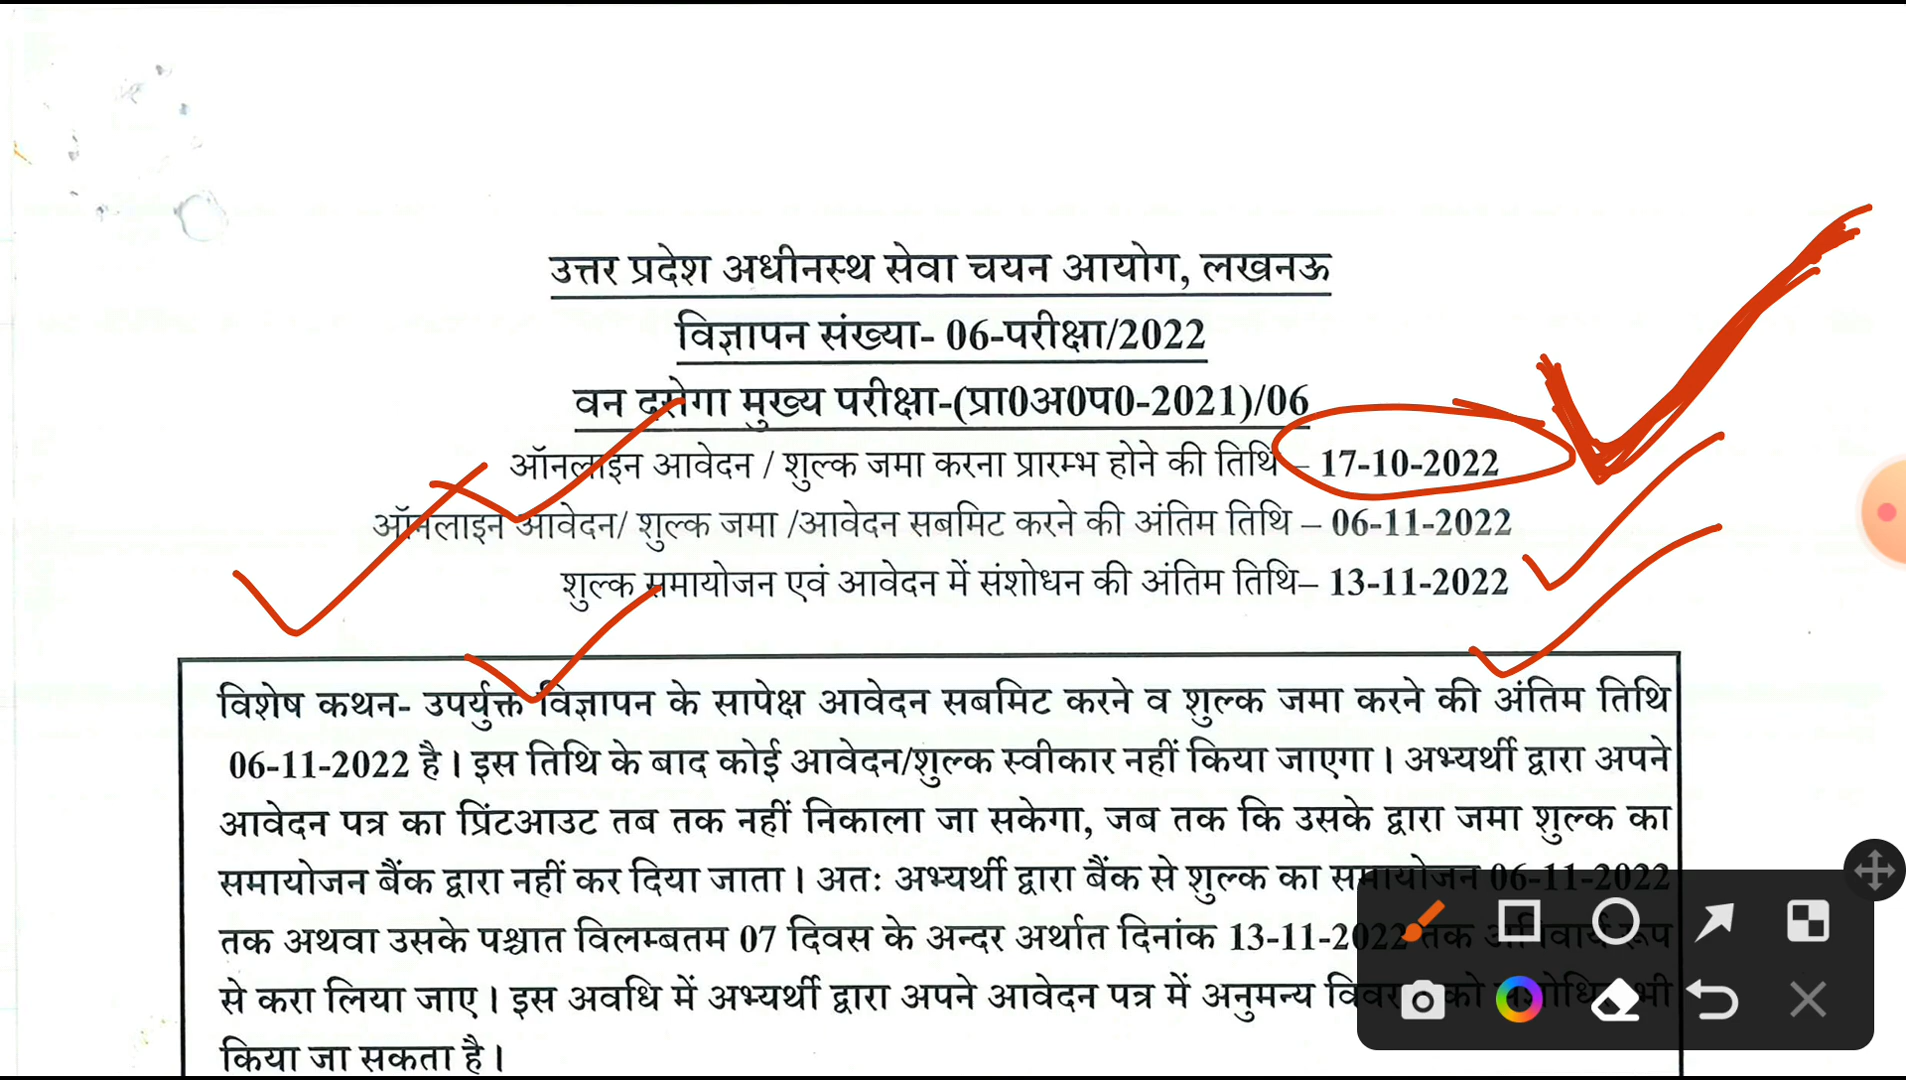 उत्तर प्रदेश अधीनस्थ सेवा चयन आयोग, लखनऊ
विज्ञापन संख्या- 06-परीक्षा/2022
वन दरोगा मुख्य परीक्षा-(प्रा0अ0प0-2021)/06
ऑनलाइन आवेदन / शुल्क जमा करना प्रारम्भ होने की तिथि – 17-10-2022
ऑनलाइन आवेदन/ शुल्क जमा /आवेदन सबमिट करने की अंतिम तिथि – 06-11-2022
शुल्क समायोजन एवं आवेदन में संशोधन की अंतिम तिथि– 13-11-2022
विशेष कथन- उपर्युक्त विज्ञापन के सापेक्ष आवेदन सबमिट करने व शुल्क जमा करने की अंतिम तिथि
06-11-2022 है। इस तिथि के बाद कोई आवेदन/शुल्क स्वीकार नहीं किया जाएगा। अभ्यर्थी द्वारा अपने
आवेदन पत्र का प्रिंटआउट तब तक नहीं निकाला जा सकेगा, जब तक कि उसके द्वारा जमा शुल्क का
समायोजन बैंक द्वारा नहीं कर दिया जाता। अतः अभ्यर्थी द्वारा बैंक से शुल्क का समायोजन 06-11-2022
तक अथवा उसके पश्चात विलम्बतम 07 दिवस के अन्दर अर्थात दिनांक 13-11-2022 तक अनिवार्य रूप
से करा लिया जाए। इस अवधि में अभ्यर्थी द्वारा अपने आवेदन पत्र में अनुमन्य विवरण को संशोधित भी
किया जा सकता है।